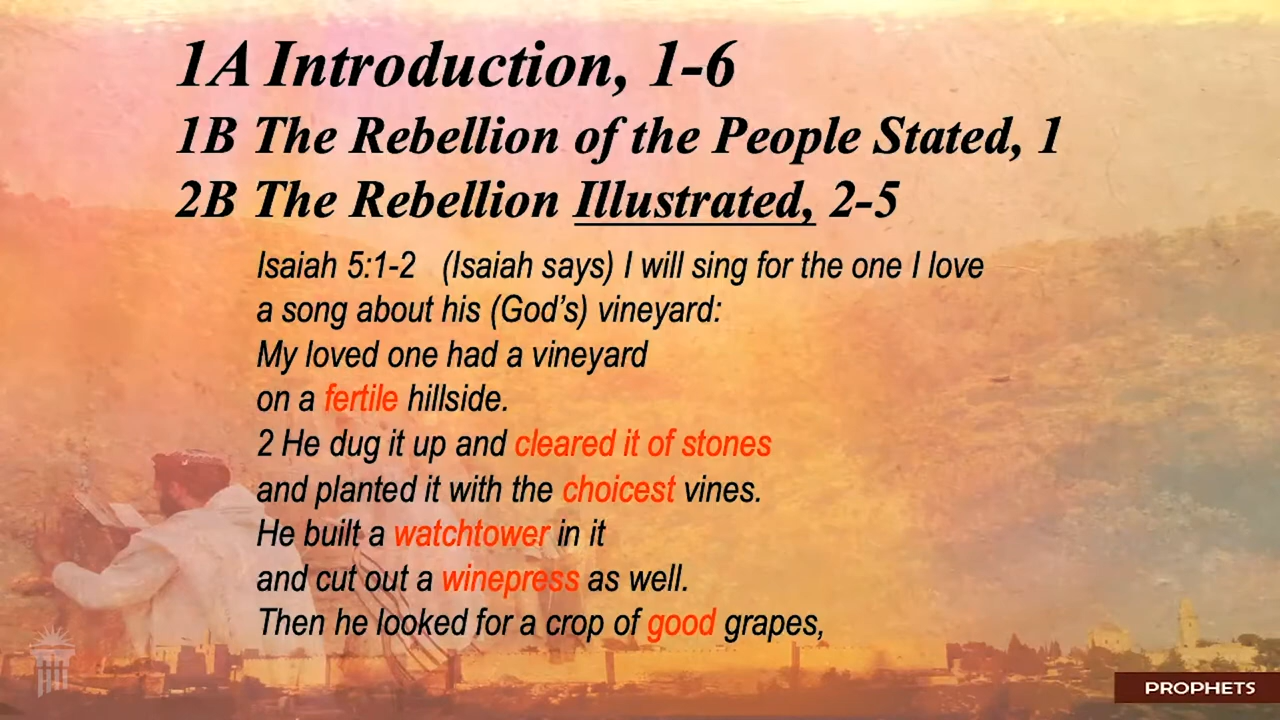 1A Introduction, 1-6
1B The Rebellion of the People Stated, 1
2B The Rebellion Illustrated, 2-5
Isaiah 5:1-2 (Isaiah says) I will sing for the one I love
a song about his (God’s) vineyard:
My loved one had a vineyard
on a fertile hillside.
2 He dug it up and cleared it of stones
and planted it with the choicest vines.
He built a watchtower in it
and cut out a winepress as well.
Then he looked for a crop of good grapes,
PROPHETS